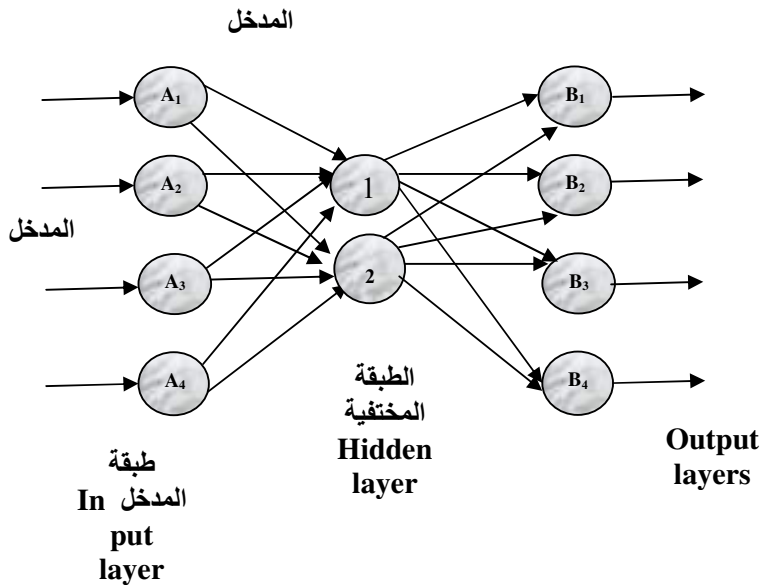 المدخل
A₁
B₁
A₂
1
B₂
المدخل
A₃
2
B₃
A₄
B₄
الطبقة
المختفية
Hidden
layer
Output
layers
طبقة
المدخل In
put
layer